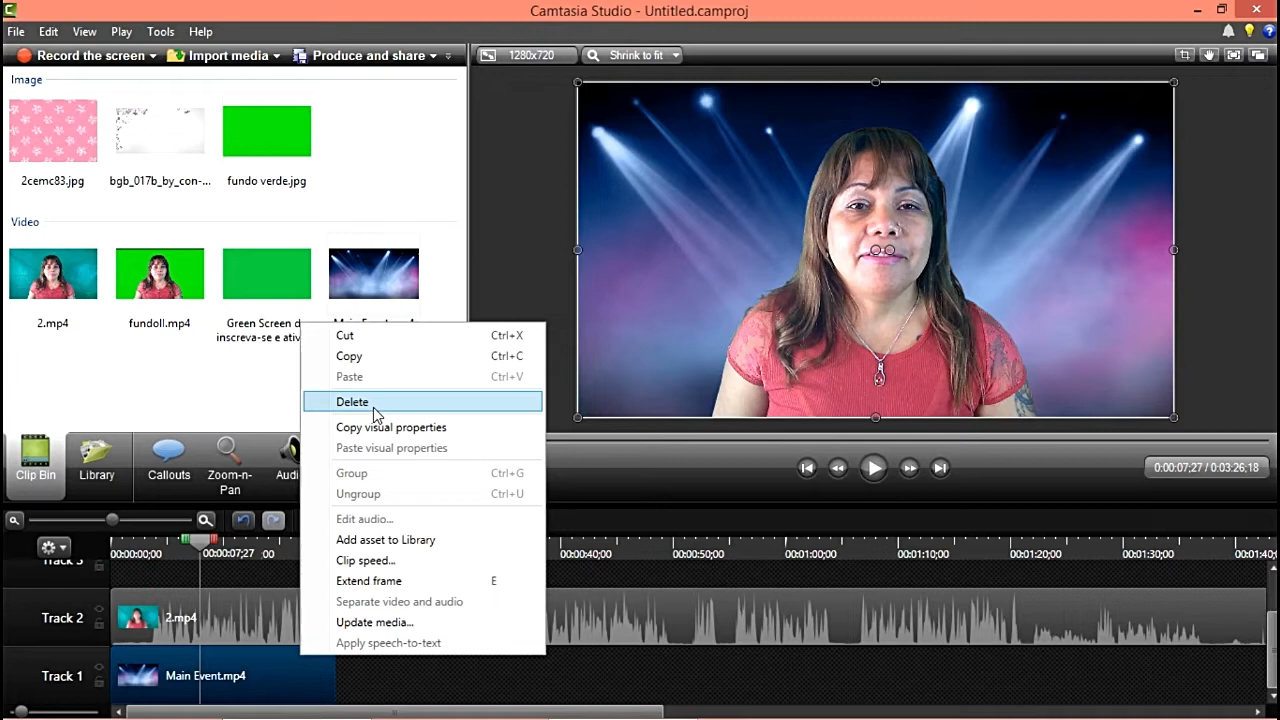 Camtasia Studio - Untitled.camproj
File Edit View Play Tools Help
Record the screen Import media Produce and share
1280x720 Shrink to fit
Image
2cemc83.jpg bgb_017b_by_con-... fundo verde.jpg
Video
2.mp4 fundoll.mp4 Green Screen d
inscreva-se e ativ
Cut Ctrl+X
Copy Ctrl+C
Paste Ctrl+V
Delete
Copy visual properties
Paste visual properties
Group Ctrl+G
Ungroup Ctrl+U
Edit audio...
Add asset to Library
Clip speed...
Extend frame E
Separate video and audio
Update media...
Apply speech-to-text
Clip Bin Library Callouts Zoom-n-
Pan Audi
0:00:07;27 / 0:03:26;18
00:00:00;00 00:00:07;27 :00 00:00:40;00 00:00:50;00 00:01:00;00 00:01:10;00 00:01:20;00 00:01:30;00 00:01:40;0
Track 3
Track 2 2.mp4
Track 1 Main Event.mp4